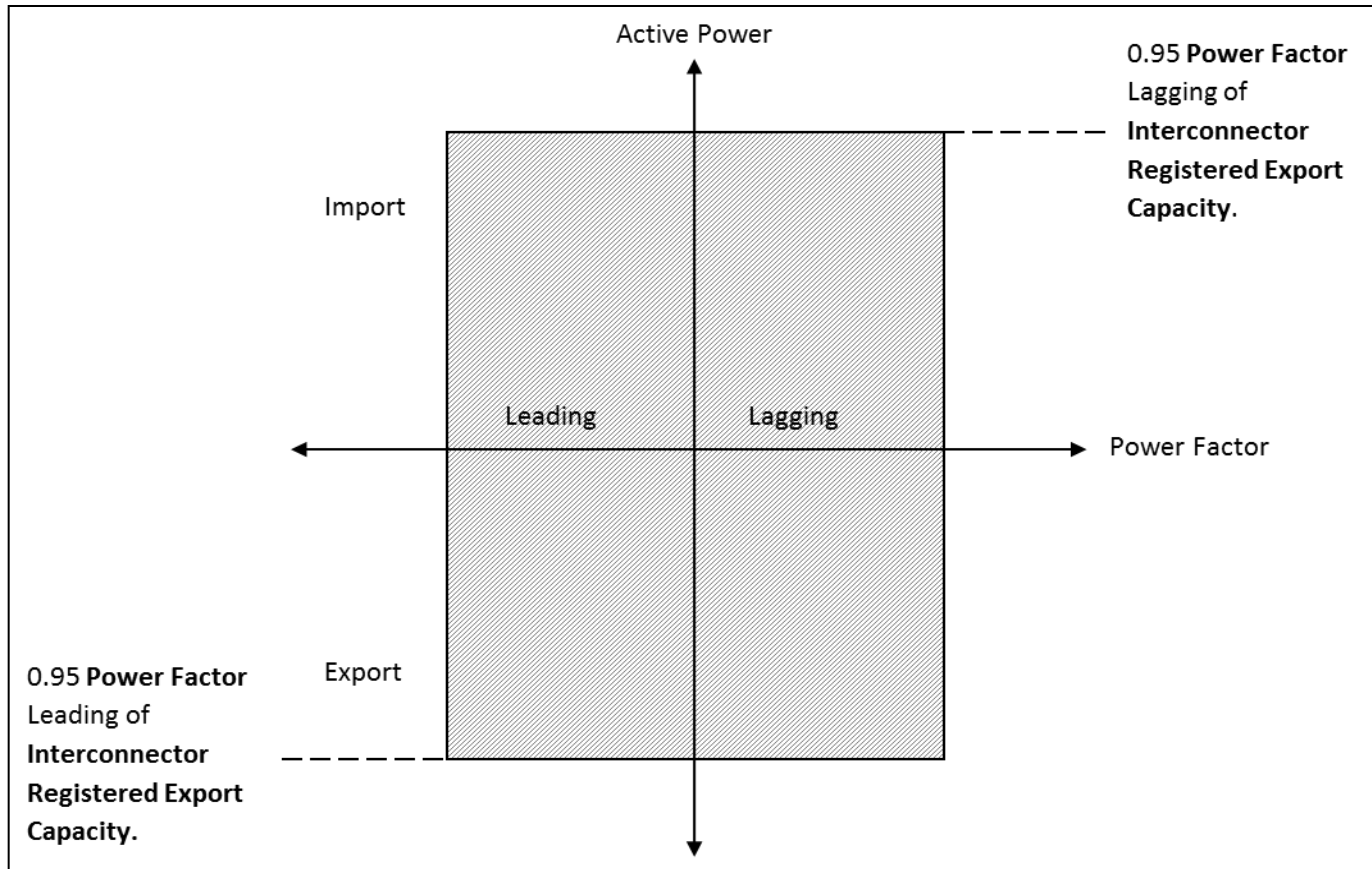 Active Power
0.95 Power Factor
Lagging of
Interconnector
Registered Export
Capacity.
Import
Leading
Lagging
Power Factor
Export
0.95 Power Factor
Leading of
Interconnector
Registered Export
Capacity.